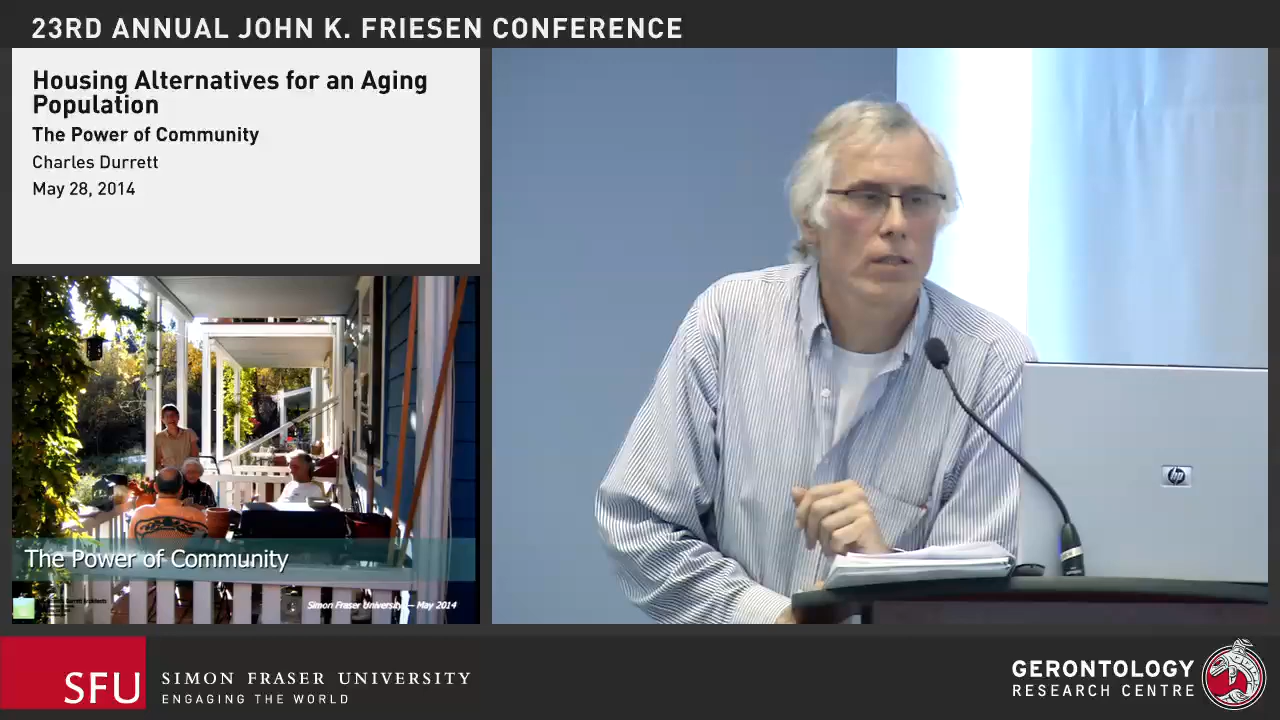 23RD ANNUAL JOHN K. FRIESEN CONFERENCE
Housing Alternatives for an Aging
Population
The Power of Community
Charles Durrett
May 28, 2014
The Power of Community
Simon Fraser University — May 2014
hp
SFU
SIMON FRASER UNIVERSITY
ENGAGING THE WORLD
GERONTOLOGY
RESEARCH CENTRE